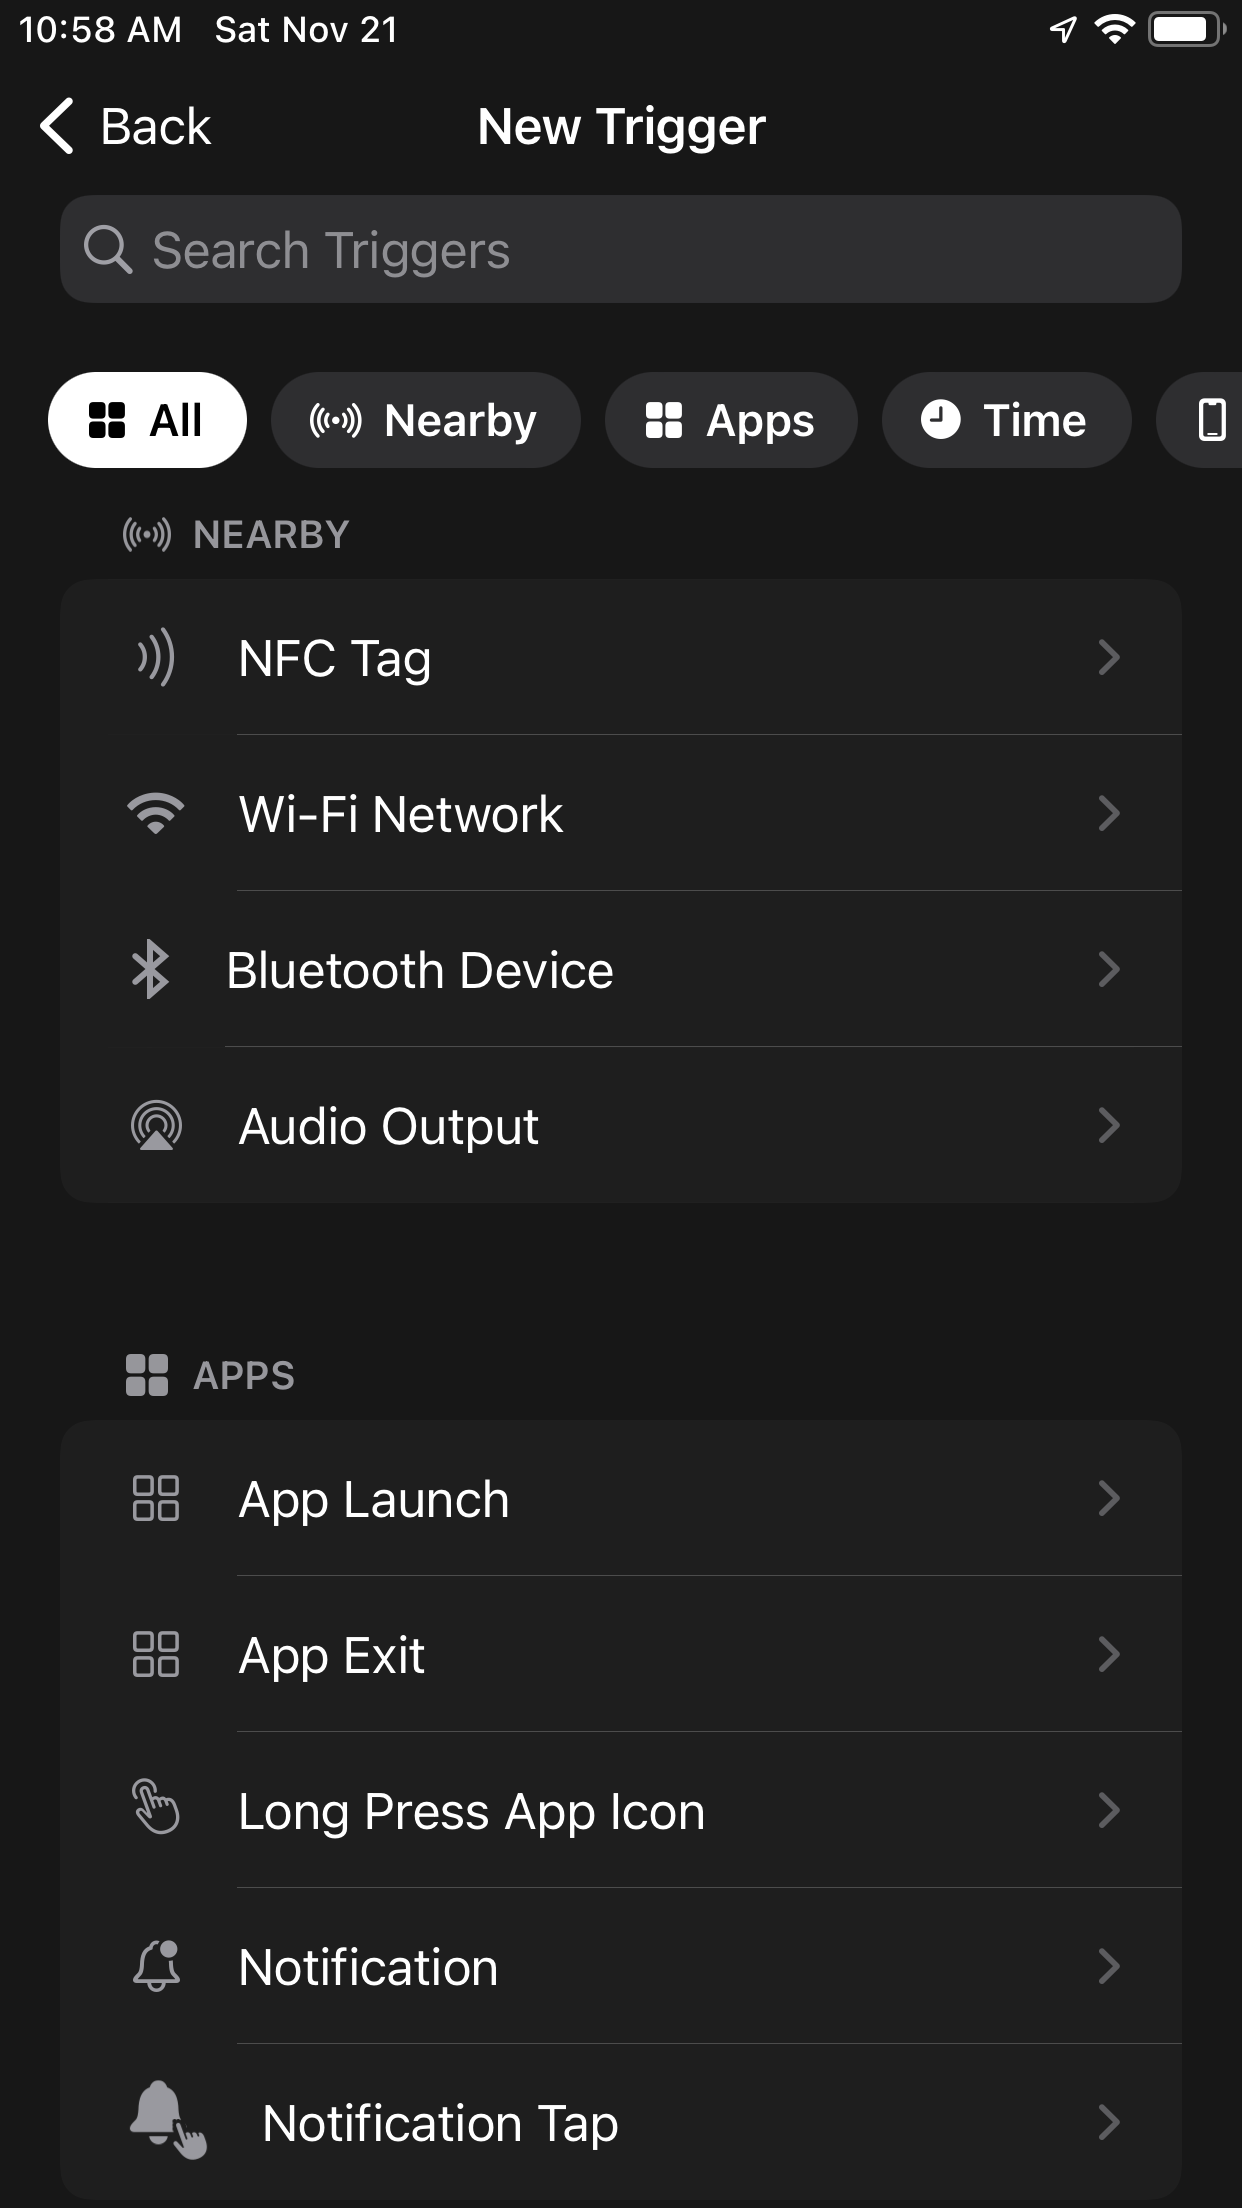 10:58 AM Sat Nov 21
Back New Trigger
Search Triggers
All Nearby Apps Time
NEARBY
NFC Tag
Wi-Fi Network
Bluetooth Device
Audio Output
APPS
App Launch
App Exit
Long Press App Icon
Notification
Notification Tap